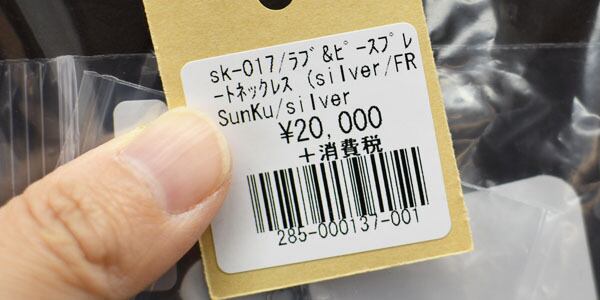 sk-017/ﾗﾌﾞ&ﾋﾟｰｽﾌﾟﾚ
ｰﾄﾈｯｸﾚｽ (silver/FR
SunKu/silver
¥20,000
+消費税
285-000137-001